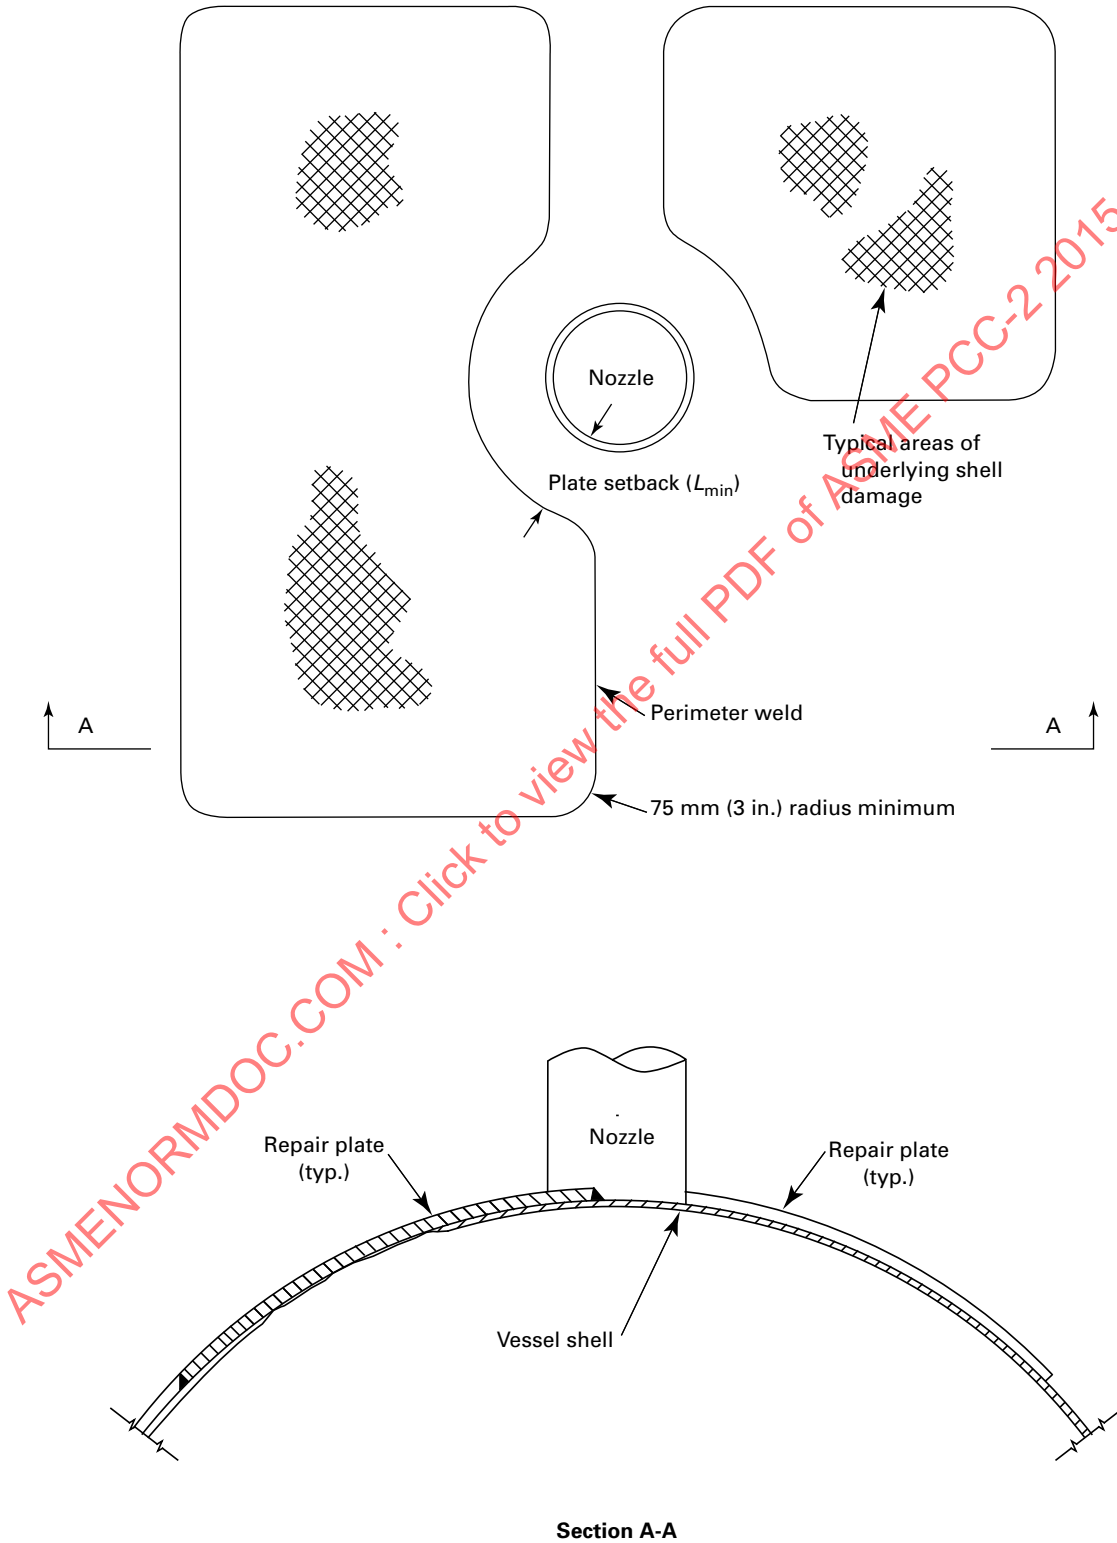 Nozzle
Plate setback (Lmin)
Typical areas of
underlying shell
damage
Perimeter weld
A
A
75 mm (3 in.) radius minimum
Nozzle
Repair plate
(typ.)
Repair plate
(typ.)
Vessel shell
Section A-A
ASMENORMDOC.COM : Click to view the full PDF of ASME PCC-2 2015